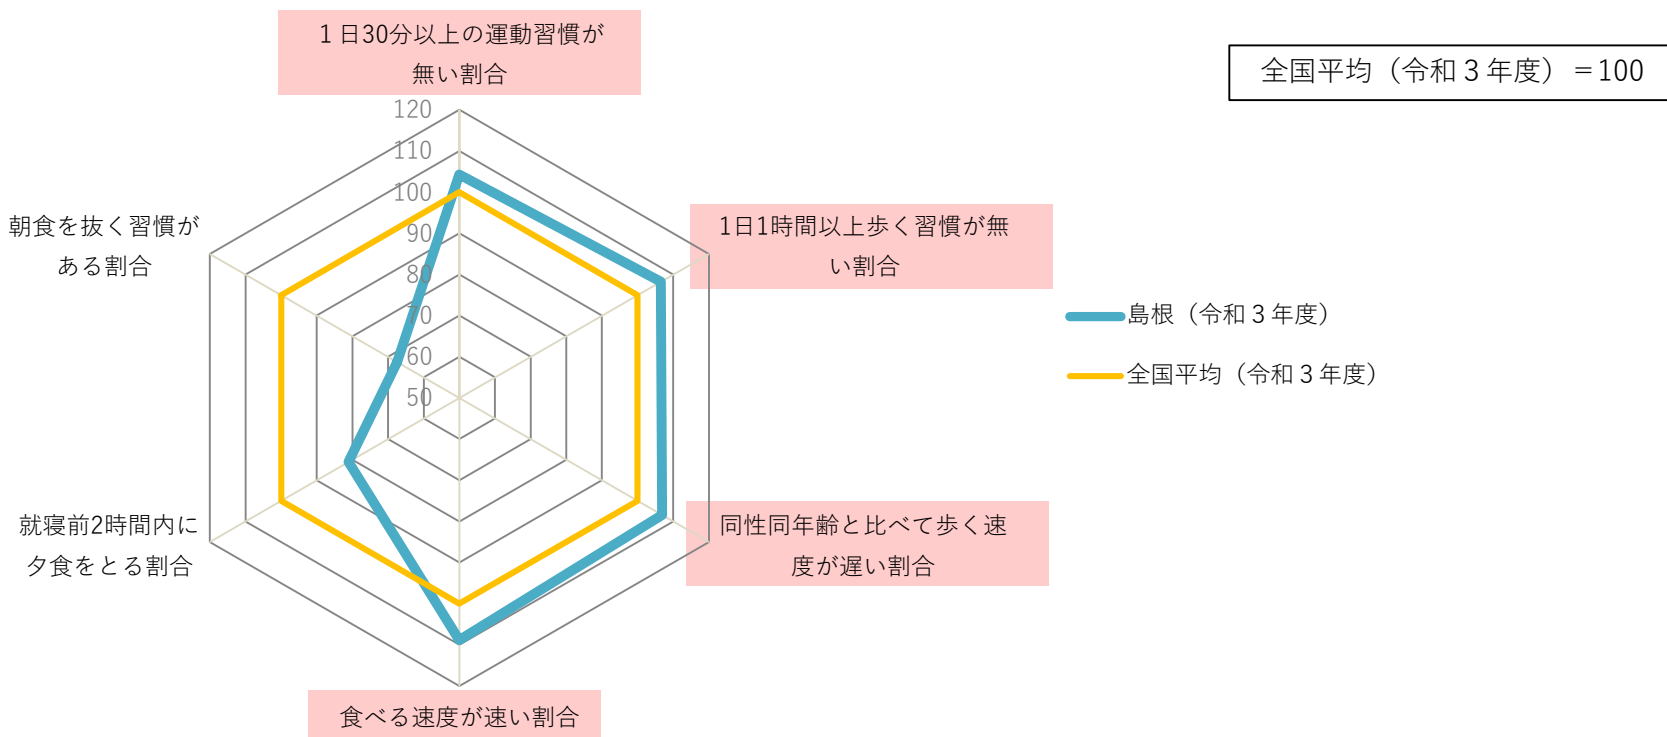 １日30分以上の運動習慣が
無い割合
全国平均（令和３年度）＝100
120
110
100
90
80
70
60
50
朝食を抜く習慣が
ある割合
1日1時間以上歩く習慣が無
い割合
島根（令和３年度）
全国平均（令和３年度）
就寝前2時間内に
夕食をとる割合
同性同年齢と比べて歩く速
度が遅い割合
食べる速度が速い割合